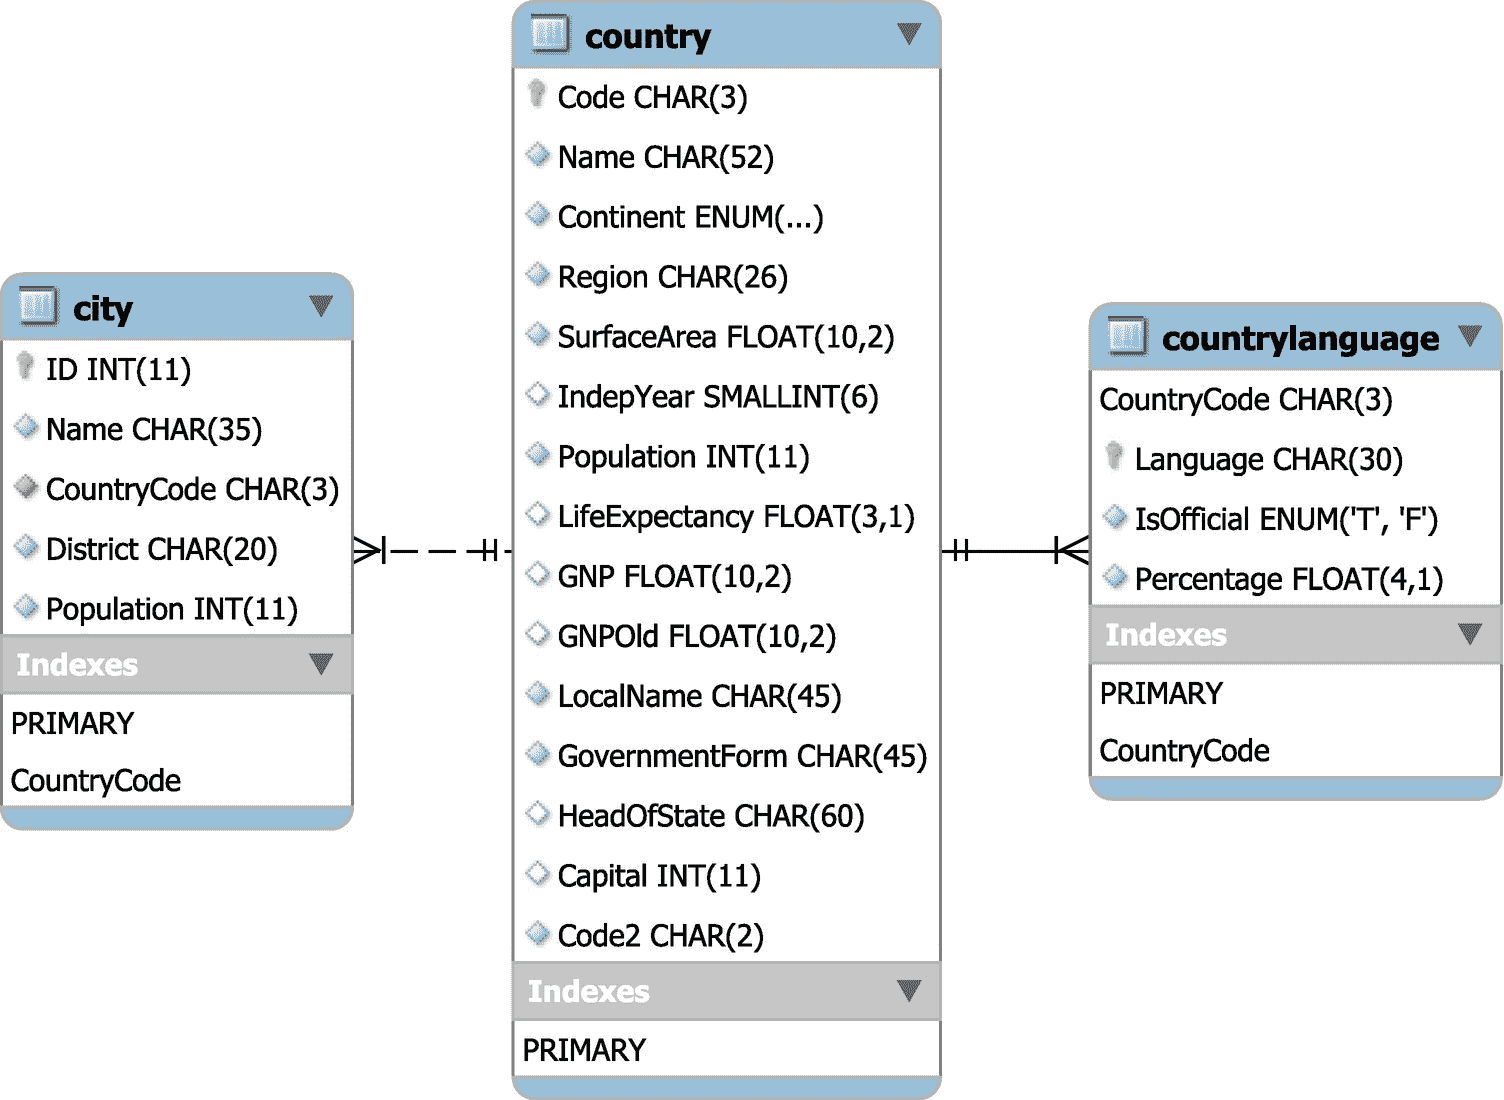 country
Code CHAR(3)
Name CHAR(52)
Continent ENUM(...)
Region CHAR(26)
SurfaceArea FLOAT(10,2)
IndepYear SMALLINT(6)
Population INT(11)
LifeExpectancy FLOAT(3,1)
GNP FLOAT(10,2)
GNPOld FLOAT(10,2)
LocalName CHAR(45)
GovernmentForm CHAR(45)
HeadOfState CHAR(60)
Capital INT(11)
Code2 CHAR(2)
Indexes
PRIMARY
city
ID INT(11)
Name CHAR(35)
CountryCode CHAR(3)
District CHAR(20)
Population INT(11)
Indexes
PRIMARY
CountryCode
countrylanguage
CountryCode CHAR(3)
Language CHAR(30)
IsOfficial ENUM('T', 'F')
Percentage FLOAT(4,1)
Indexes
PRIMARY
CountryCode